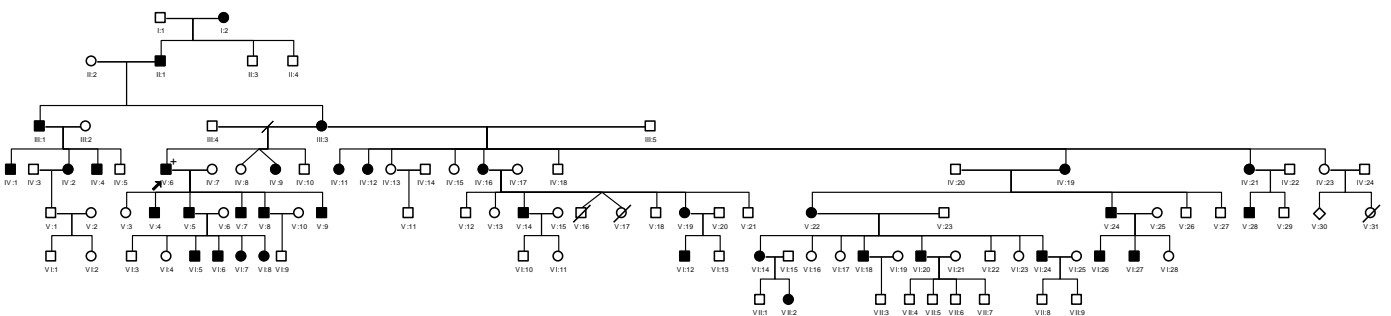 I:1 I:2
II:2 II:1 II:3 II:4
III:1 III:2 III:4 III:3 III:5
+
IV:1 IV:3 IV:2 IV:4 IV:5 IV:6 IV:7 IV:8 IV:9 IV:10 IV:11 IV:12 IV:13 IV:14 IV:15 IV:16 IV:17 IV:18 IV:20 IV:19 IV:21 IV:22 IV:23 IV:24
V:1 V:2 V:3 V:4 V:5 V:6 V:7 V:8 V:10 V:9 V:11 V:12 V:13 V:14 V:15 V:16 V:17 V:18 V:19 V:20 V:21 V:22 V:23 V:24 V:25 V:26 V:27 V:28 V:29 V:30 V:31
VI:1 VI:2 VI:3 VI:4 VI:5 VI:6 VI:7 VI:8 VI:9 VI:10 VI:11 VI:12 VI:13 VI:14 VI:15 VI:16 VI:17 VI:18 VI:19 VI:20 VI:21 VI:22 VI:23 VI:24 VI:25 VI:26 VI:27 VI:28
VII:1 VII:2 VII:3 VII:4 VII:5 VII:6 VII:7 VII:8 VII:9